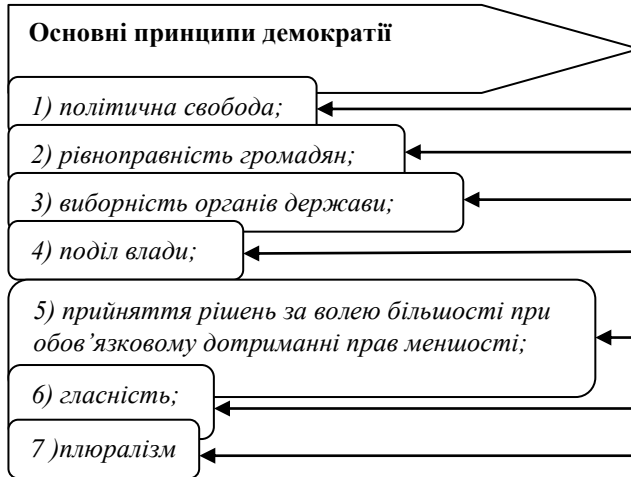 Основні принципи демократії
1) політична свобода;
2) рівноправність громадян;
3) виборність органів держави;
4) поділ влади;
5) прийняття рішень за волею більшості при
обов’язковому дотриманні прав меншості;
6) гласність;
7 )плюралізм